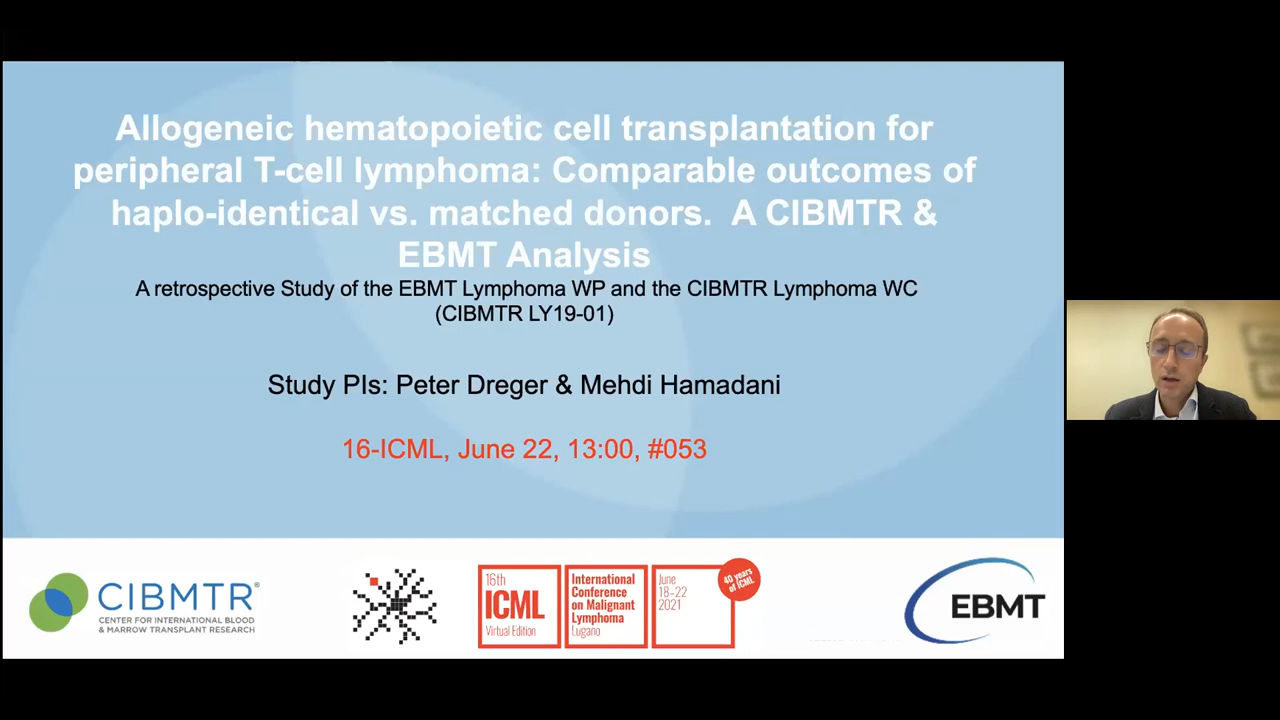 Allogeneic hematopoietic cell transplantation for
peripheral T-cell lymphoma: Comparable outcomes of
haplo-identical vs. matched donors.  A CIBMTR &
EBMT Analysis
A retrospective Study of the EBMT Lymphoma WP and the CIBMTR Lymphoma WC
(CIBMTR LY19-01)
Study PIs: Peter Dreger & Mehdi Hamadani
16-ICML, June 22, 13:00, #053
CIBMTR®
CENTER FOR INTERNATIONAL BLOOD
& MARROW TRANSPLANT RESEARCH
16th
ICML
Virtual Edition
International
Conference
on Malignant
Lymphoma
Lugano
June
18-22
2021
40 years
of ICML
EBMT